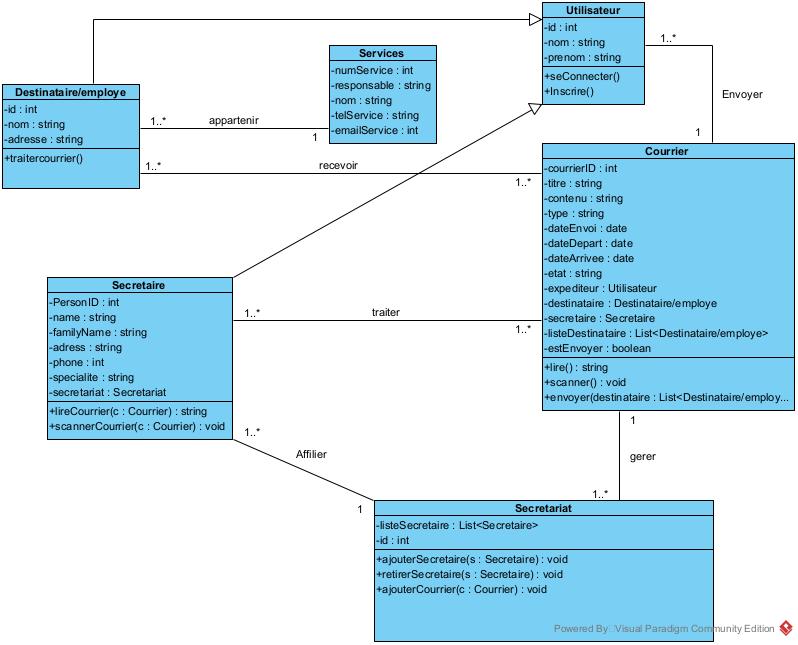 Utilisateur
-id : int
-nom : string
-prenom : string
+seConnecter()
+Inscrire()
1..*
Envoyer
1
Services
-numService : int
-responsable : string
-nom : string
-telService : string
-emailService : int
Destinataire/employe
-id : int
-nom : string
-adresse : string
+traitercourrier()
1..*
appartenir
1
1..*
recevoir
1..*
Courrier
-courrierID : int
-titre : string
-contenu : string
-type : string
-dateEnvoi : date
-dateDepart : date
-dateArrivee : date
-etat : string
-expediteur : Utilisateur
-destinataire : Destinataire/employe
-secretaire : Secretaire
-listeDestinataire : List<Destinataire/employe>
-estEnvoyer : boolean
+lire() : string
+scanner() : void
+envoyer(destinataire : List<Destinataire/employ...
Secretaire
-PersonID : int
-name : string
-familyName : string
-adress : string
-phone : int
-specialite : string
-secretariat : Secretariat
+lireCourrier(c : Courrier) : string
+scannerCourrier(c : Courrier) : void
1..*
traiter
1..*
1..*
Affilier
1
1
gerer
1..*
Secretariat
-listeSecretaire : List<Secretaire>
-id : int
+ajouterSecretaire(s : Secretaire) : void
+retirerSecretaire(s : Secretaire) : void
+ajouterCourrier(c : Courrier) : void
Powered By Visual Paradigm Community Edition